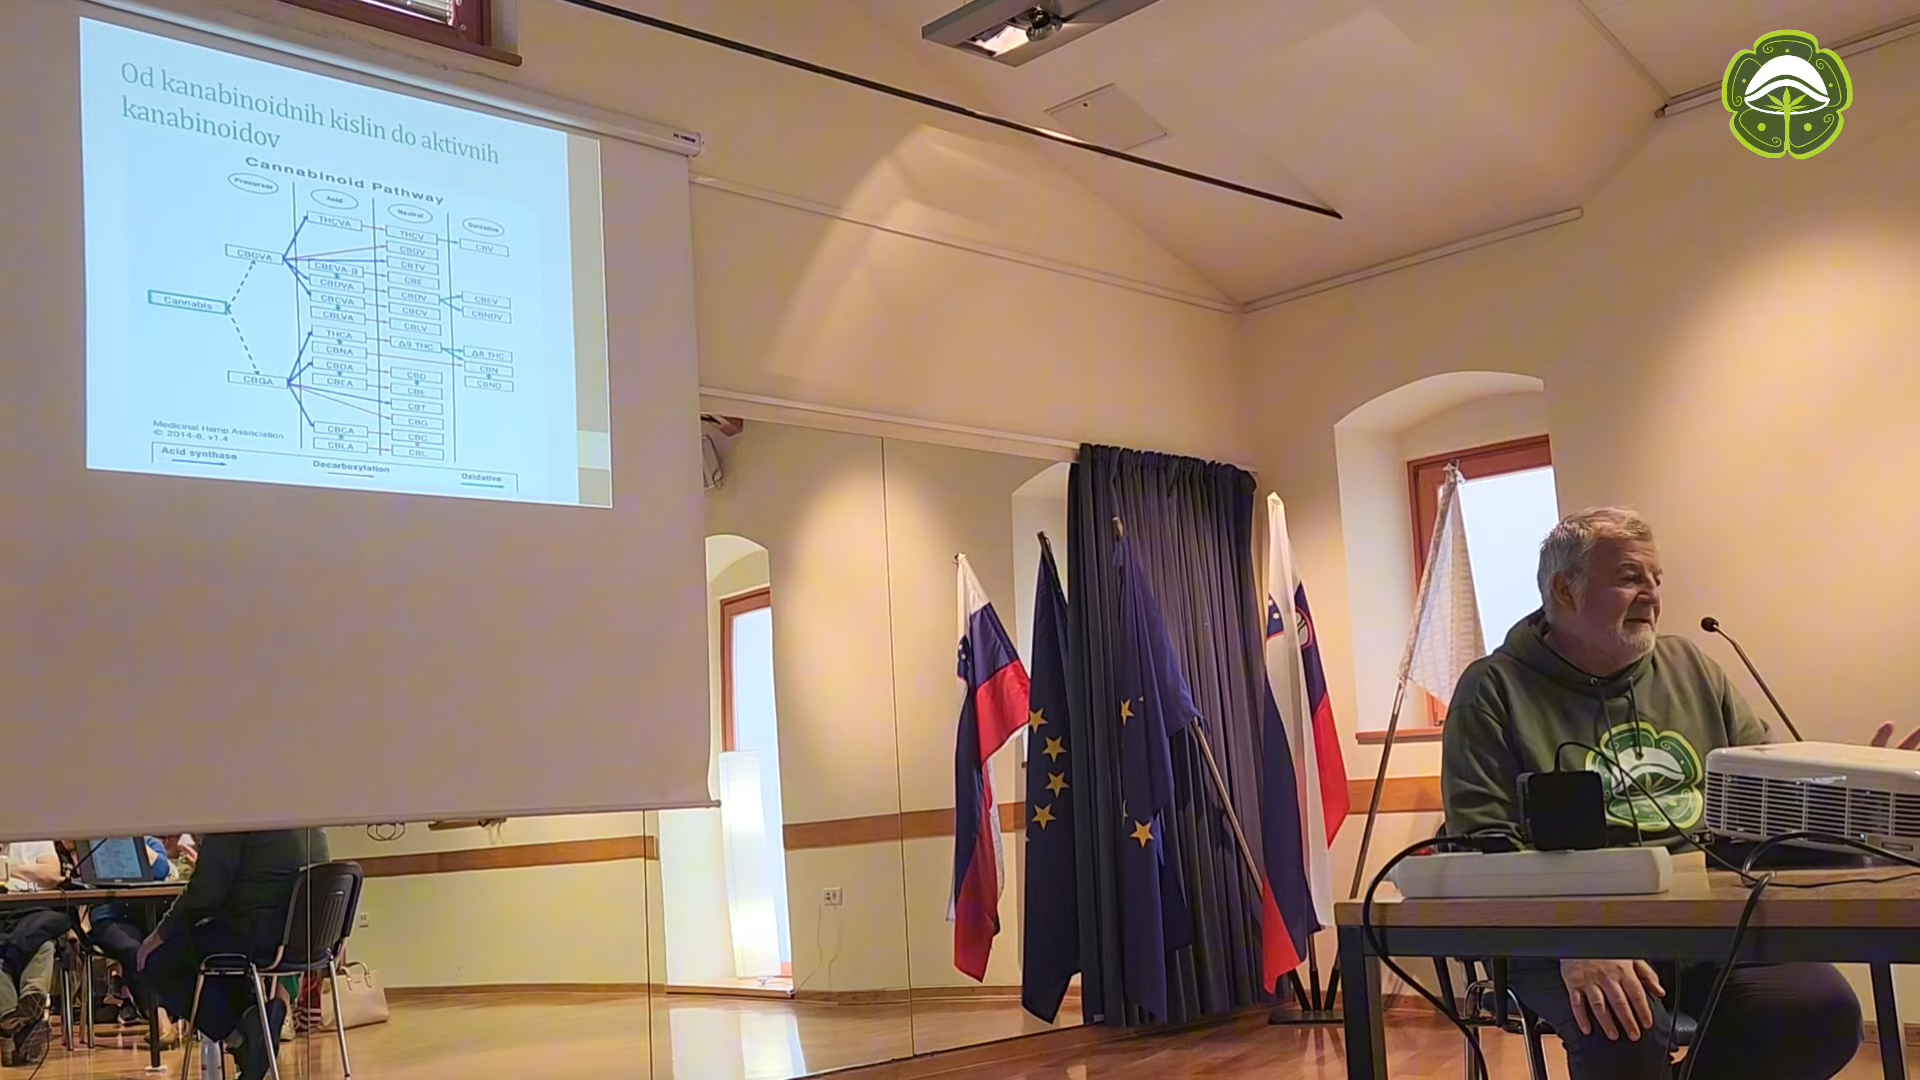 Od kanabinoidnih kislin do aktivnih
kanabinoidov
Cannabinoid Pathway
Precursor
Acid
Neutral
Oxidative
THCVA
THCV
CBV
CBGVA
CBGV
CBEVA-B
CBTV
CBDVA
CBE
CBCVA
CBDV
CBEV
CBLVA
CBCV
CBNDV
CBLV
Cannabis
THCA
Δ9 THC
Δ8 THC
CBNA
CBN
CBDA
CBD
CBND
CBGA
CBEA
CBE
CBT
CBG
CBCA
CBC
CBLA
CBL
Medicinal Hemp Association
© 2014-8, v1.4
Acid synthase
Decarboxylation
Oxidative